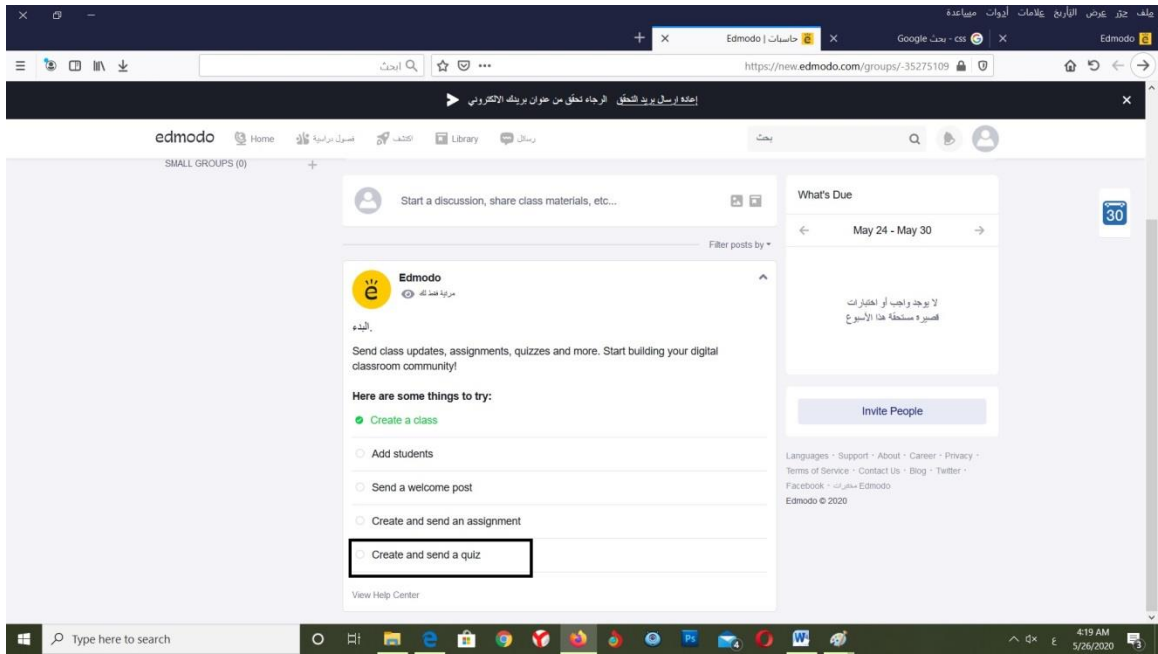 ملف تحرير عرض التأريخ علامات أدوات مساعدة
Edmodo
css - بحث Google
حاسبات | Edmodo
https://new.edmodo.com/groups/-35275109
ابحث
إعادة إرسال بريد التحقق الرجاء تحقق من عنوان بريدك الالكتروني
edmodo Home فصول دراسية اكتشف Library رسائل
بحث
SMALL GROUPS (0)
Start a discussion, share class materials, etc...
Filter posts by
Edmodo
مرئية فقط لك
البدء.
Send class updates, assignments, quizzes and more. Start building your digital
classroom community!
Here are some things to try:
Create a class
Add students
Send a welcome post
Create and send an assignment
Create and send a quiz
View Help Center
What's Due
May 24 - May 30
لا يوجد واجب أو اختبارات
قصيرة مستحقة هذا الأسبوع
Invite People
Languages · Support · About · Career · Privacy ·
Terms of Service · Contact Us · Blog · Twitter ·
Facebook · مختبرات Edmodo
Edmodo © 2020
30
Type here to search
Ps
W
4
ع
4:19 AM
5/26/2020
3